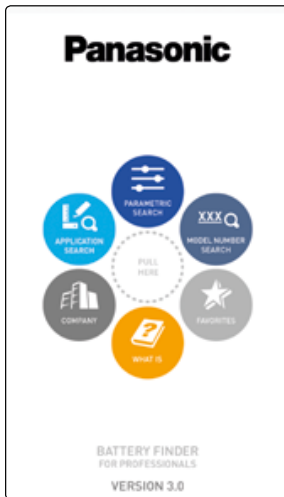 Panasonic
PARAMETRIC
SEARCH
APPLICATION
SEARCH
XXX
MODEL NUMBER
SEARCH
PULL
HERE
COMPANY
FAVORITES
?
WHAT IS
BATTERY FINDER
FOR PROFESSIONALS
VERSION 3.0